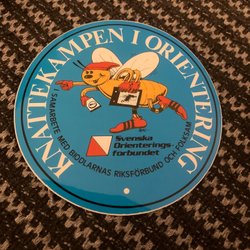 KNATTEKAMPEN I ORIENTERING
SAMARBETE MED BIODLARNAS RIKSFÖRBUND OCH FOLKSAM
Svenska
Orienterings-
förbundet